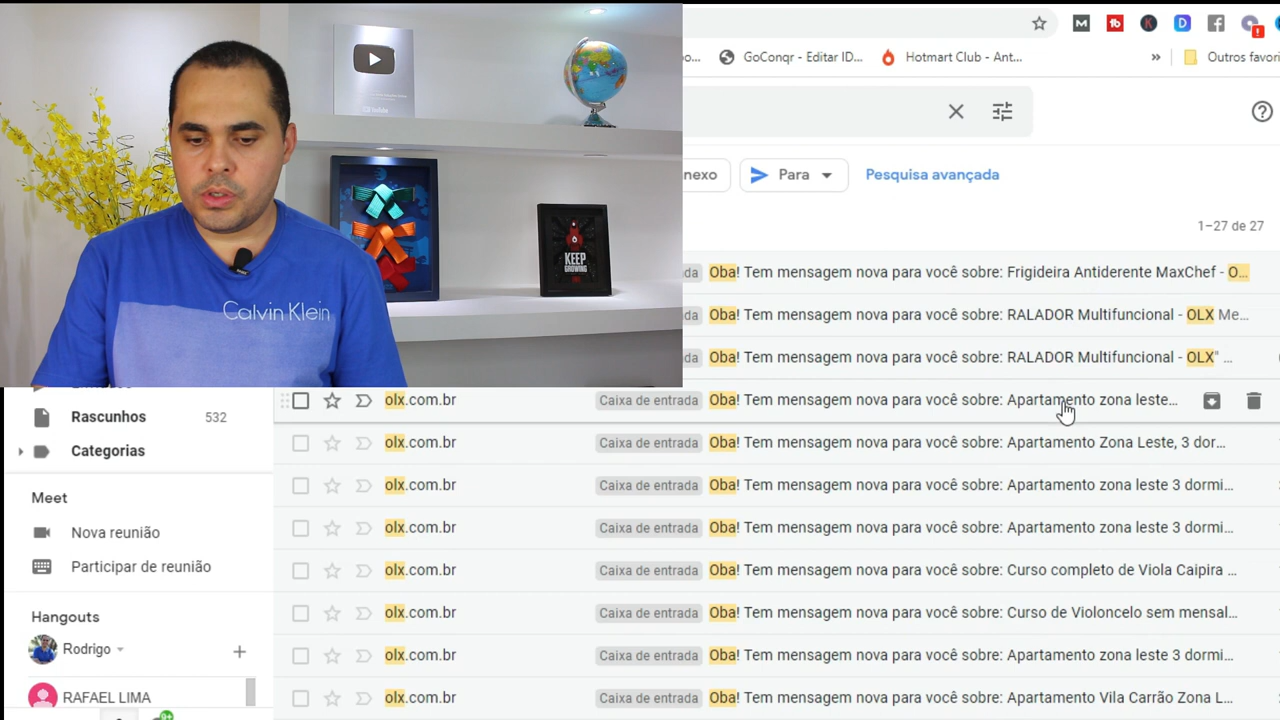 GoConqr - Editar ID...
Hotmart Club - Ant...
»
Outros favori
nexo
Para
Pesquisa avançada
1–27 de 27
Calvin Klein
KEEP
GROWING
Oba! Tem mensagem nova para você sobre: Frigideira Antiderente MaxChef - O...
Oba! Tem mensagem nova para você sobre: RALADOR Multifuncional - OLX Me...
Oba! Tem mensagem nova para você sobre: RALADOR Multifuncional - OLX" ...
olx.com.br Caixa de entrada Oba! Tem mensagem nova para você sobre: Apartamento zona leste...
olx.com.br Caixa de entrada Oba! Tem mensagem nova para você sobre: Apartamento Zona Leste, 3 dor...
olx.com.br Caixa de entrada Oba! Tem mensagem nova para você sobre: Apartamento zona leste 3 dormi...
olx.com.br Caixa de entrada Oba! Tem mensagem nova para você sobre: Apartamento zona leste 3 dormi...
olx.com.br Caixa de entrada Oba! Tem mensagem nova para você sobre: Curso completo de Viola Caipira ...
olx.com.br Caixa de entrada Oba! Tem mensagem nova para você sobre: Curso de Violoncelo sem mensal...
olx.com.br Caixa de entrada Oba! Tem mensagem nova para você sobre: Apartamento zona leste 3 dormi...
olx.com.br Caixa de entrada Oba! Tem mensagem nova para você sobre: Apartamento Vila Carrão Zona L...
Rascunhos 532
Categorias
Meet
Nova reunião
Participar de reunião
Hangouts
Rodrigo
RAFAEL LIMA